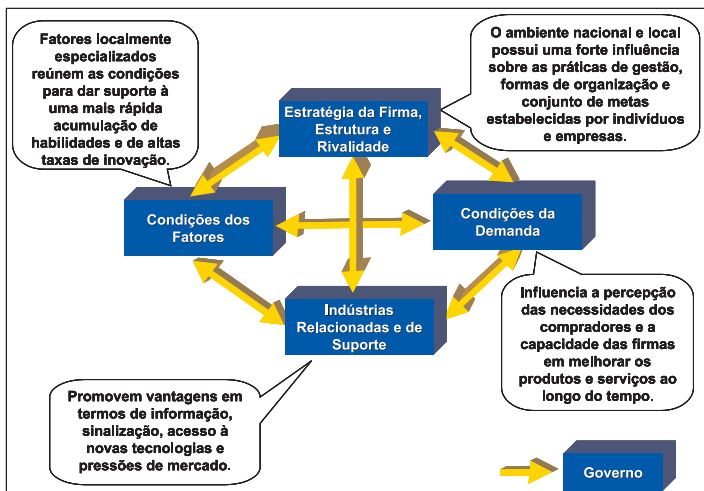 Fatores localmente
especializados
reúnem as condições
para dar suporte à
uma mais rápida
acumulação de
habilidades e de altas
taxas de inovação.
O ambiente nacional e local
possui uma forte influência
sobre as práticas de gestão,
formas de organização e
conjunto de metas
estabelecidas por indivíduos
e empresas.
Estratégia da Firma,
Estrutura e
Rivalidade
Condições dos
Fatores
Condições da
Demanda
Indústrias
Relacionadas e de
Suporte
Influencia a percepção
das necessidades dos
compradores e a
capacidade das firmas
em melhorar os
produtos e serviços ao
longo do tempo.
Promovem vantagens em
termos de informação,
sinalização, acesso à
novas tecnologias e
pressões de mercado.
Governo